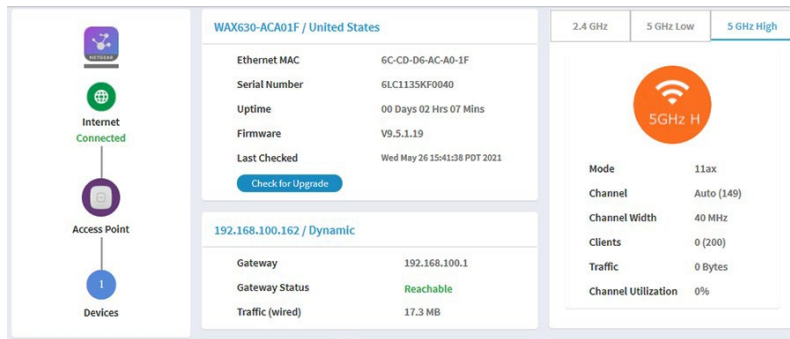 NETGEAR
Internet
Connected
Access Point
1
Devices
WAX630-ACA01F / United States
Ethernet MAC 6C-CD-D6-AC-A0-1F
Serial Number 6LC1135KF0040
Uptime 00 Days 02 Hrs 07 Mins
Firmware V9.5.1.19
Last Checked Wed May 26 15:41:38 PDT 2021
Check for Upgrade
192.168.100.162 / Dynamic
Gateway 192.168.100.1
Gateway Status Reachable
Traffic (wired) 17.3 MB
2.4 GHz 5 GHz Low 5 GHz High
5GHz H
Mode 11ax
Channel Auto (149)
Channel Width 40 MHz
Clients 0 (200)
Traffic 0 Bytes
Channel Utilization 0%